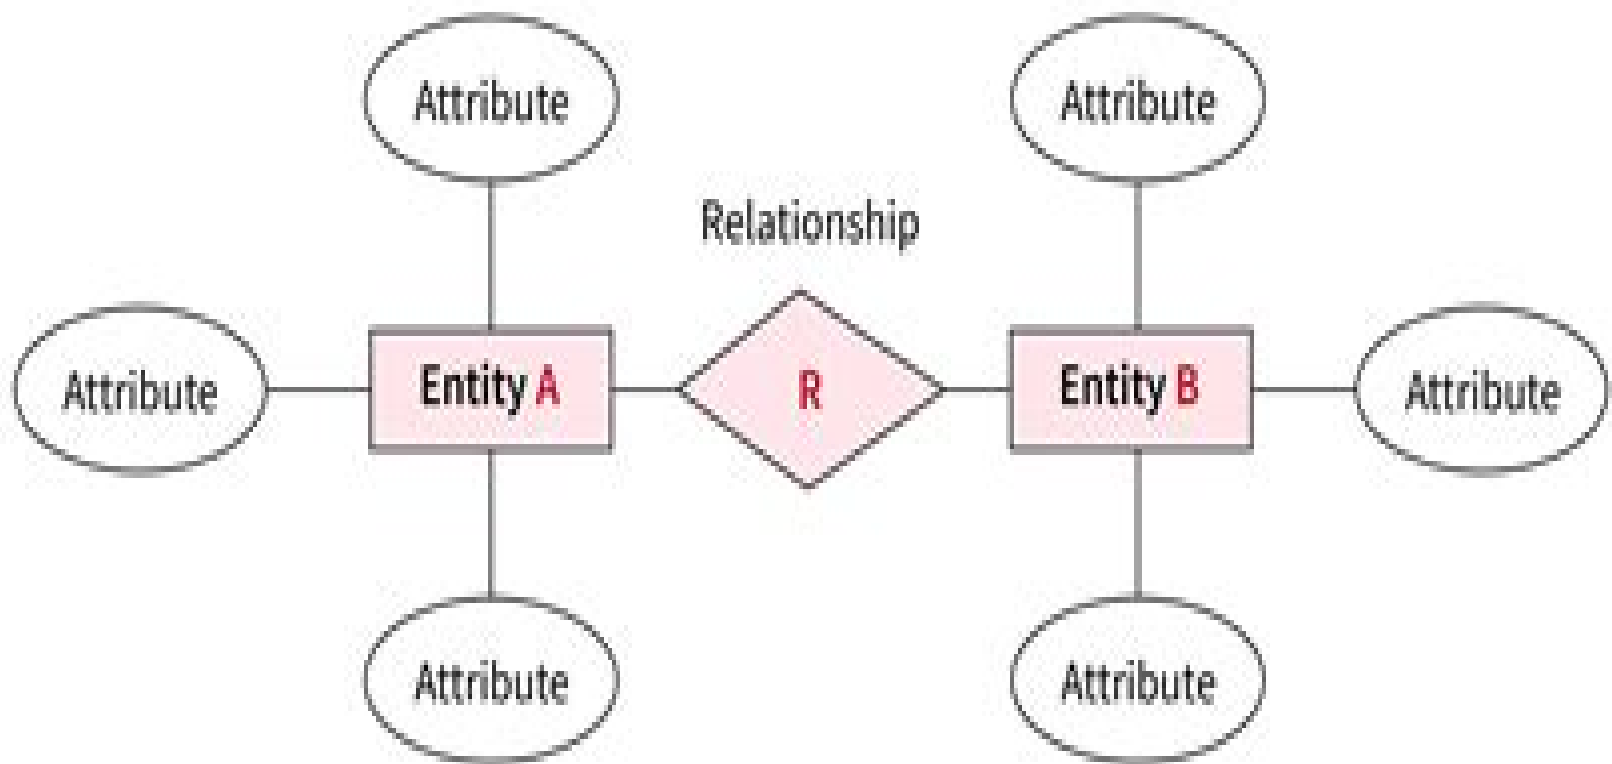 Attribute
Attribute
Relationship
Attribute
Entity A
R
Entity B
Attribute
Attribute
Attribute